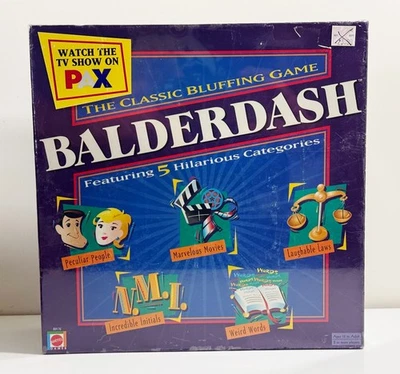 WATCH THE
TV SHOW ON
PAX
THE CLASSIC BLUFFING GAME
BALDERDASH
Featuring 5 Hilarious Categories
Peculiar People
Marvelous Movies
Laughable Laws
N.M.I.
Incredible Initials
Weird Words